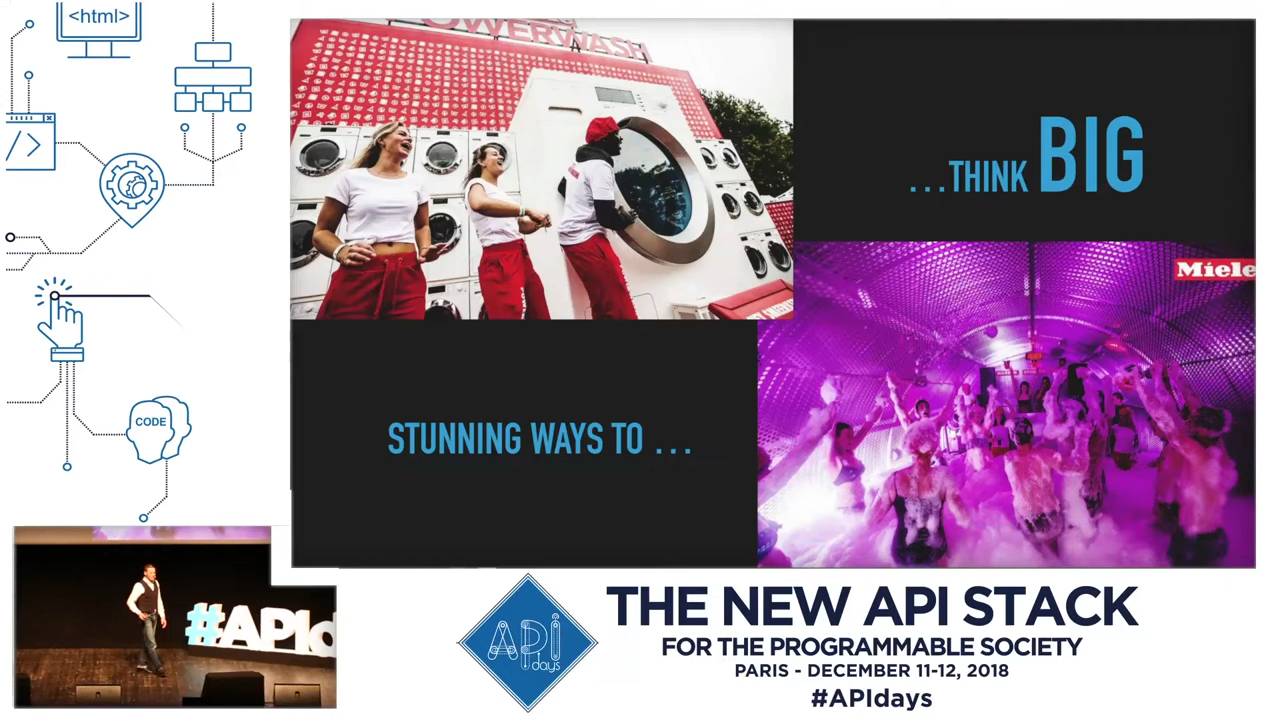 <html>
</>
CODE
...THINK BIG
Miele
STUNNING WAYS TO ...
#APId
API
days
THE NEW API STACK
FOR THE PROGRAMMABLE SOCIETY
PARIS - DECEMBER 11-12, 2018
#APIdays